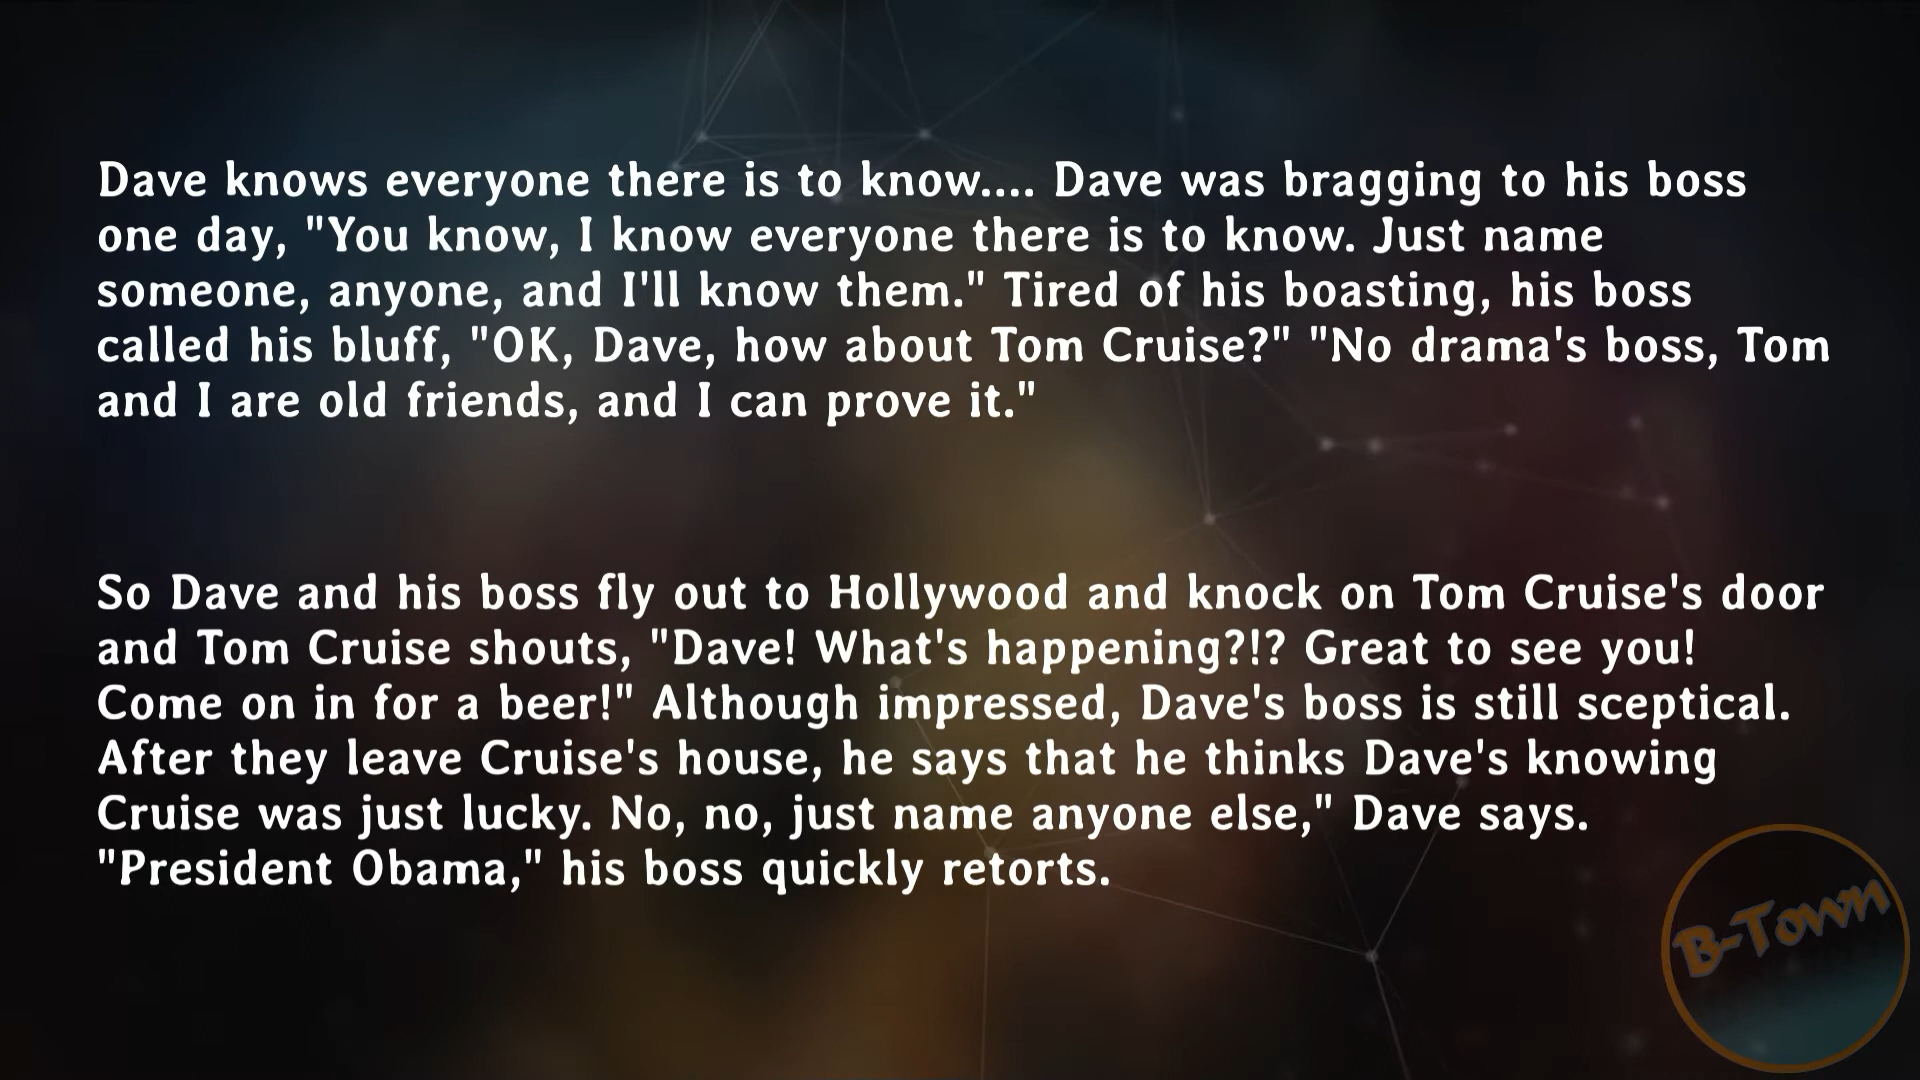 Dave knows everyone there is to know.... Dave was bragging to his boss
one day, "You know, I know everyone there is to know. Just name
someone, anyone, and I'll know them." Tired of his boasting, his boss
called his bluff, "OK, Dave, how about Tom Cruise?" "No drama's boss, Tom
and I are old friends, and I can prove it."
So Dave and his boss fly out to Hollywood and knock on Tom Cruise's door
and Tom Cruise shouts, "Dave! What's happening?!? Great to see you!
Come on in for a beer!" Although impressed, Dave's boss is still sceptical.
After they leave Cruise's house, he says that he thinks Dave's knowing
Cruise was just lucky. No, no, just name anyone else," Dave says.
"President Obama," his boss quickly retorts.
B-Town